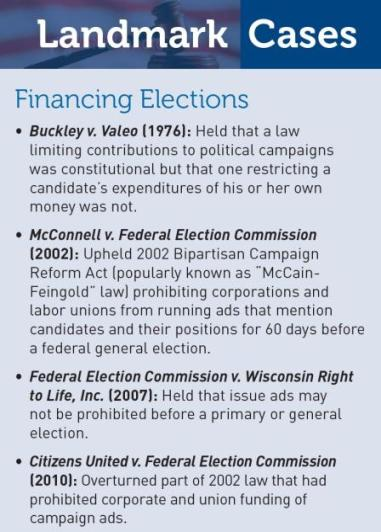 Landmark Cases
Financing Elections
• Buckley v. Valeo (1976): Held that a law
limiting contributions to political campaigns
was constitutional but that one restricting a
candidate's expenditures of his or her own
money was not.
• McConnell v. Federal Election Commission
(2002): Upheld 2002 Bipartisan Campaign
Reform Act (popularly known as "McCain-
Feingold" law) prohibiting corporations and
labor unions from running ads that mention
candidates and their positions for 60 days before
a federal general election.
• Federal Election Commission v. Wisconsin Right
to Life, Inc. (2007): Held that issue ads may
not be prohibited before a primary or general
election.
• Citizens United v. Federal Election Commission
(2010): Overturned part of 2002 law that had
prohibited corporate and union funding of
campaign ads.